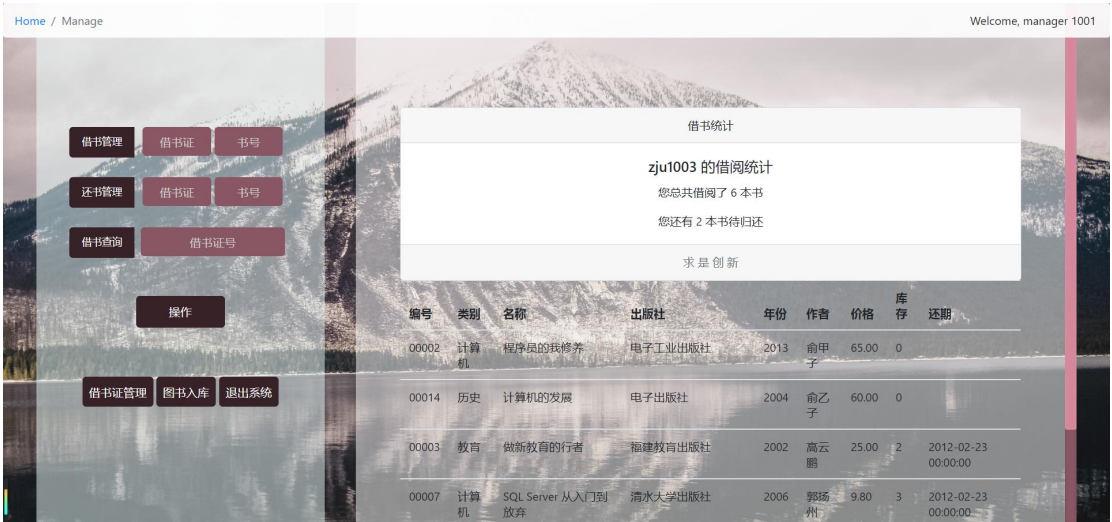 Home / Manage
Welcome, manager 1001
借书管理 借书证 书号
还书管理 借书证 书号
借书查询 借书证号
操作
借书证管理 图书入库 退出系统
借书统计
zju1003 的借阅统计
您总共借阅了 6 本书
您还有 2 本书待归还
求是创新
编号 类别 名称 出版社 年份 作者 价格 库存 还期
00002 计算机 程序员的我修养 电子工业出版社 2013 俞甲子 65.00 0
00014 历史 计算机的发展 电子出版社 2004 俞乙子 60.00 0
00003 教育 做新教育的行者 福建教育出版社 2002 高云鹏 25.00 2 2012-02-23 00:00:00
00007 计算机 SQL Server 从入门到放弃 清水大学出版社 2006 郭扬州 9.80 3 2012-02-23 00:00:00